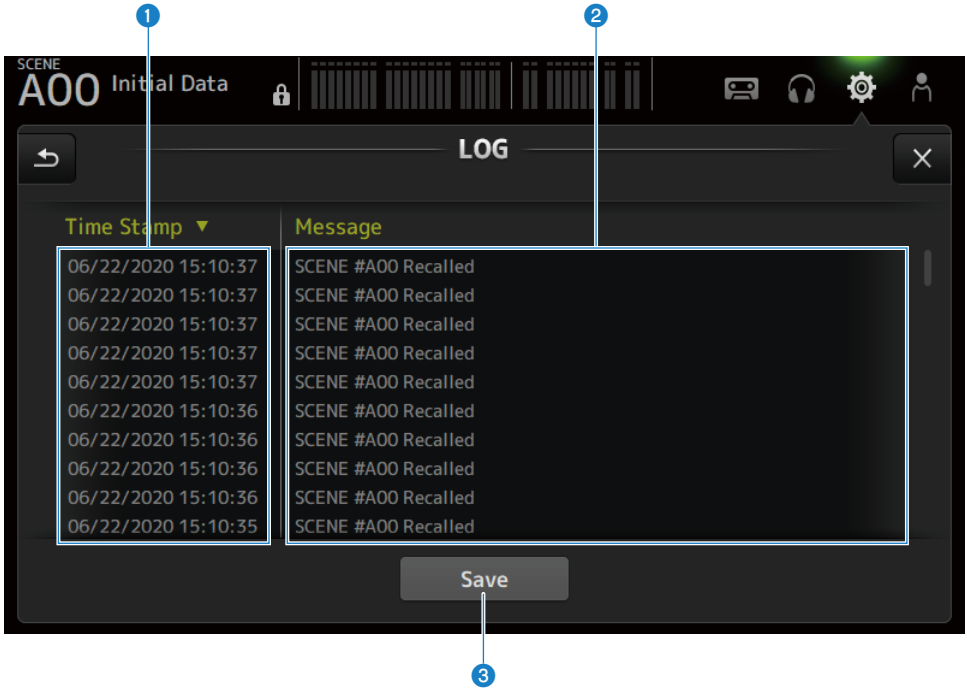 1 2
SCENE
A00 Initial Data
LOG
Time Stamp ▼ Message
06/22/2020 15:10:37 SCENE #A00 Recalled
06/22/2020 15:10:37 SCENE #A00 Recalled
06/22/2020 15:10:37 SCENE #A00 Recalled
06/22/2020 15:10:37 SCENE #A00 Recalled
06/22/2020 15:10:37 SCENE #A00 Recalled
06/22/2020 15:10:36 SCENE #A00 Recalled
06/22/2020 15:10:36 SCENE #A00 Recalled
06/22/2020 15:10:36 SCENE #A00 Recalled
06/22/2020 15:10:36 SCENE #A00 Recalled
06/22/2020 15:10:35 SCENE #A00 Recalled
Save
3